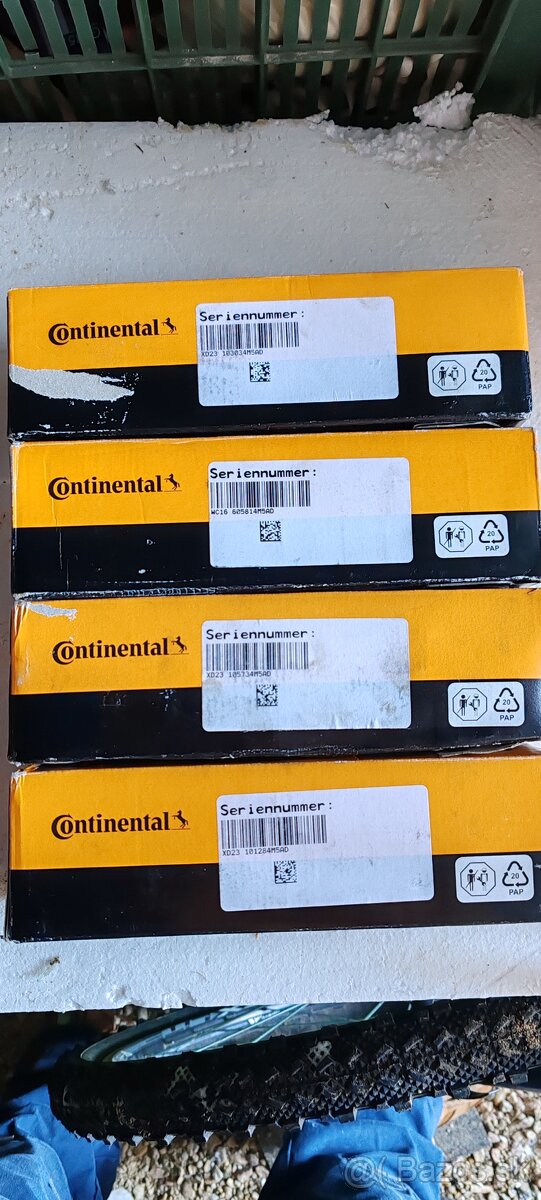 Continental
Seriennummer:
XD23 103034M5AD
20
PAP
Continental
Seriennummer:
WC16 605814M5AD
20
PAP
Continental
Seriennummer:
XD23 105734M5AD
20
PAP
Continental
Seriennummer:
XD23 101284M5AD
20
PAP
Bazos.sk